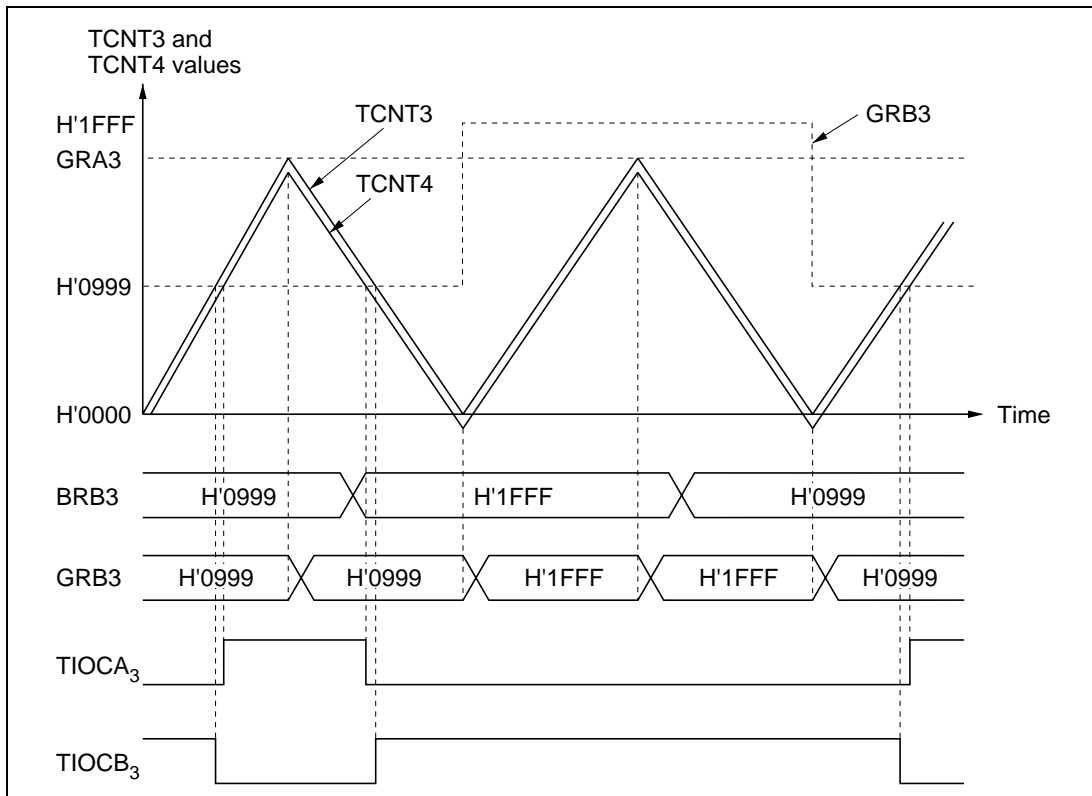 TCNT3 and
TCNT4 values
H'1FFF
GRA3
H'0999
H'0000
TCNT3
TCNT4
GRB3
Time
BRB3 H'0999 H'1FFF H'0999
GRB3 H'0999 H'0999 H'1FFF H'1FFF H'0999
TIOCA3
TIOCB3